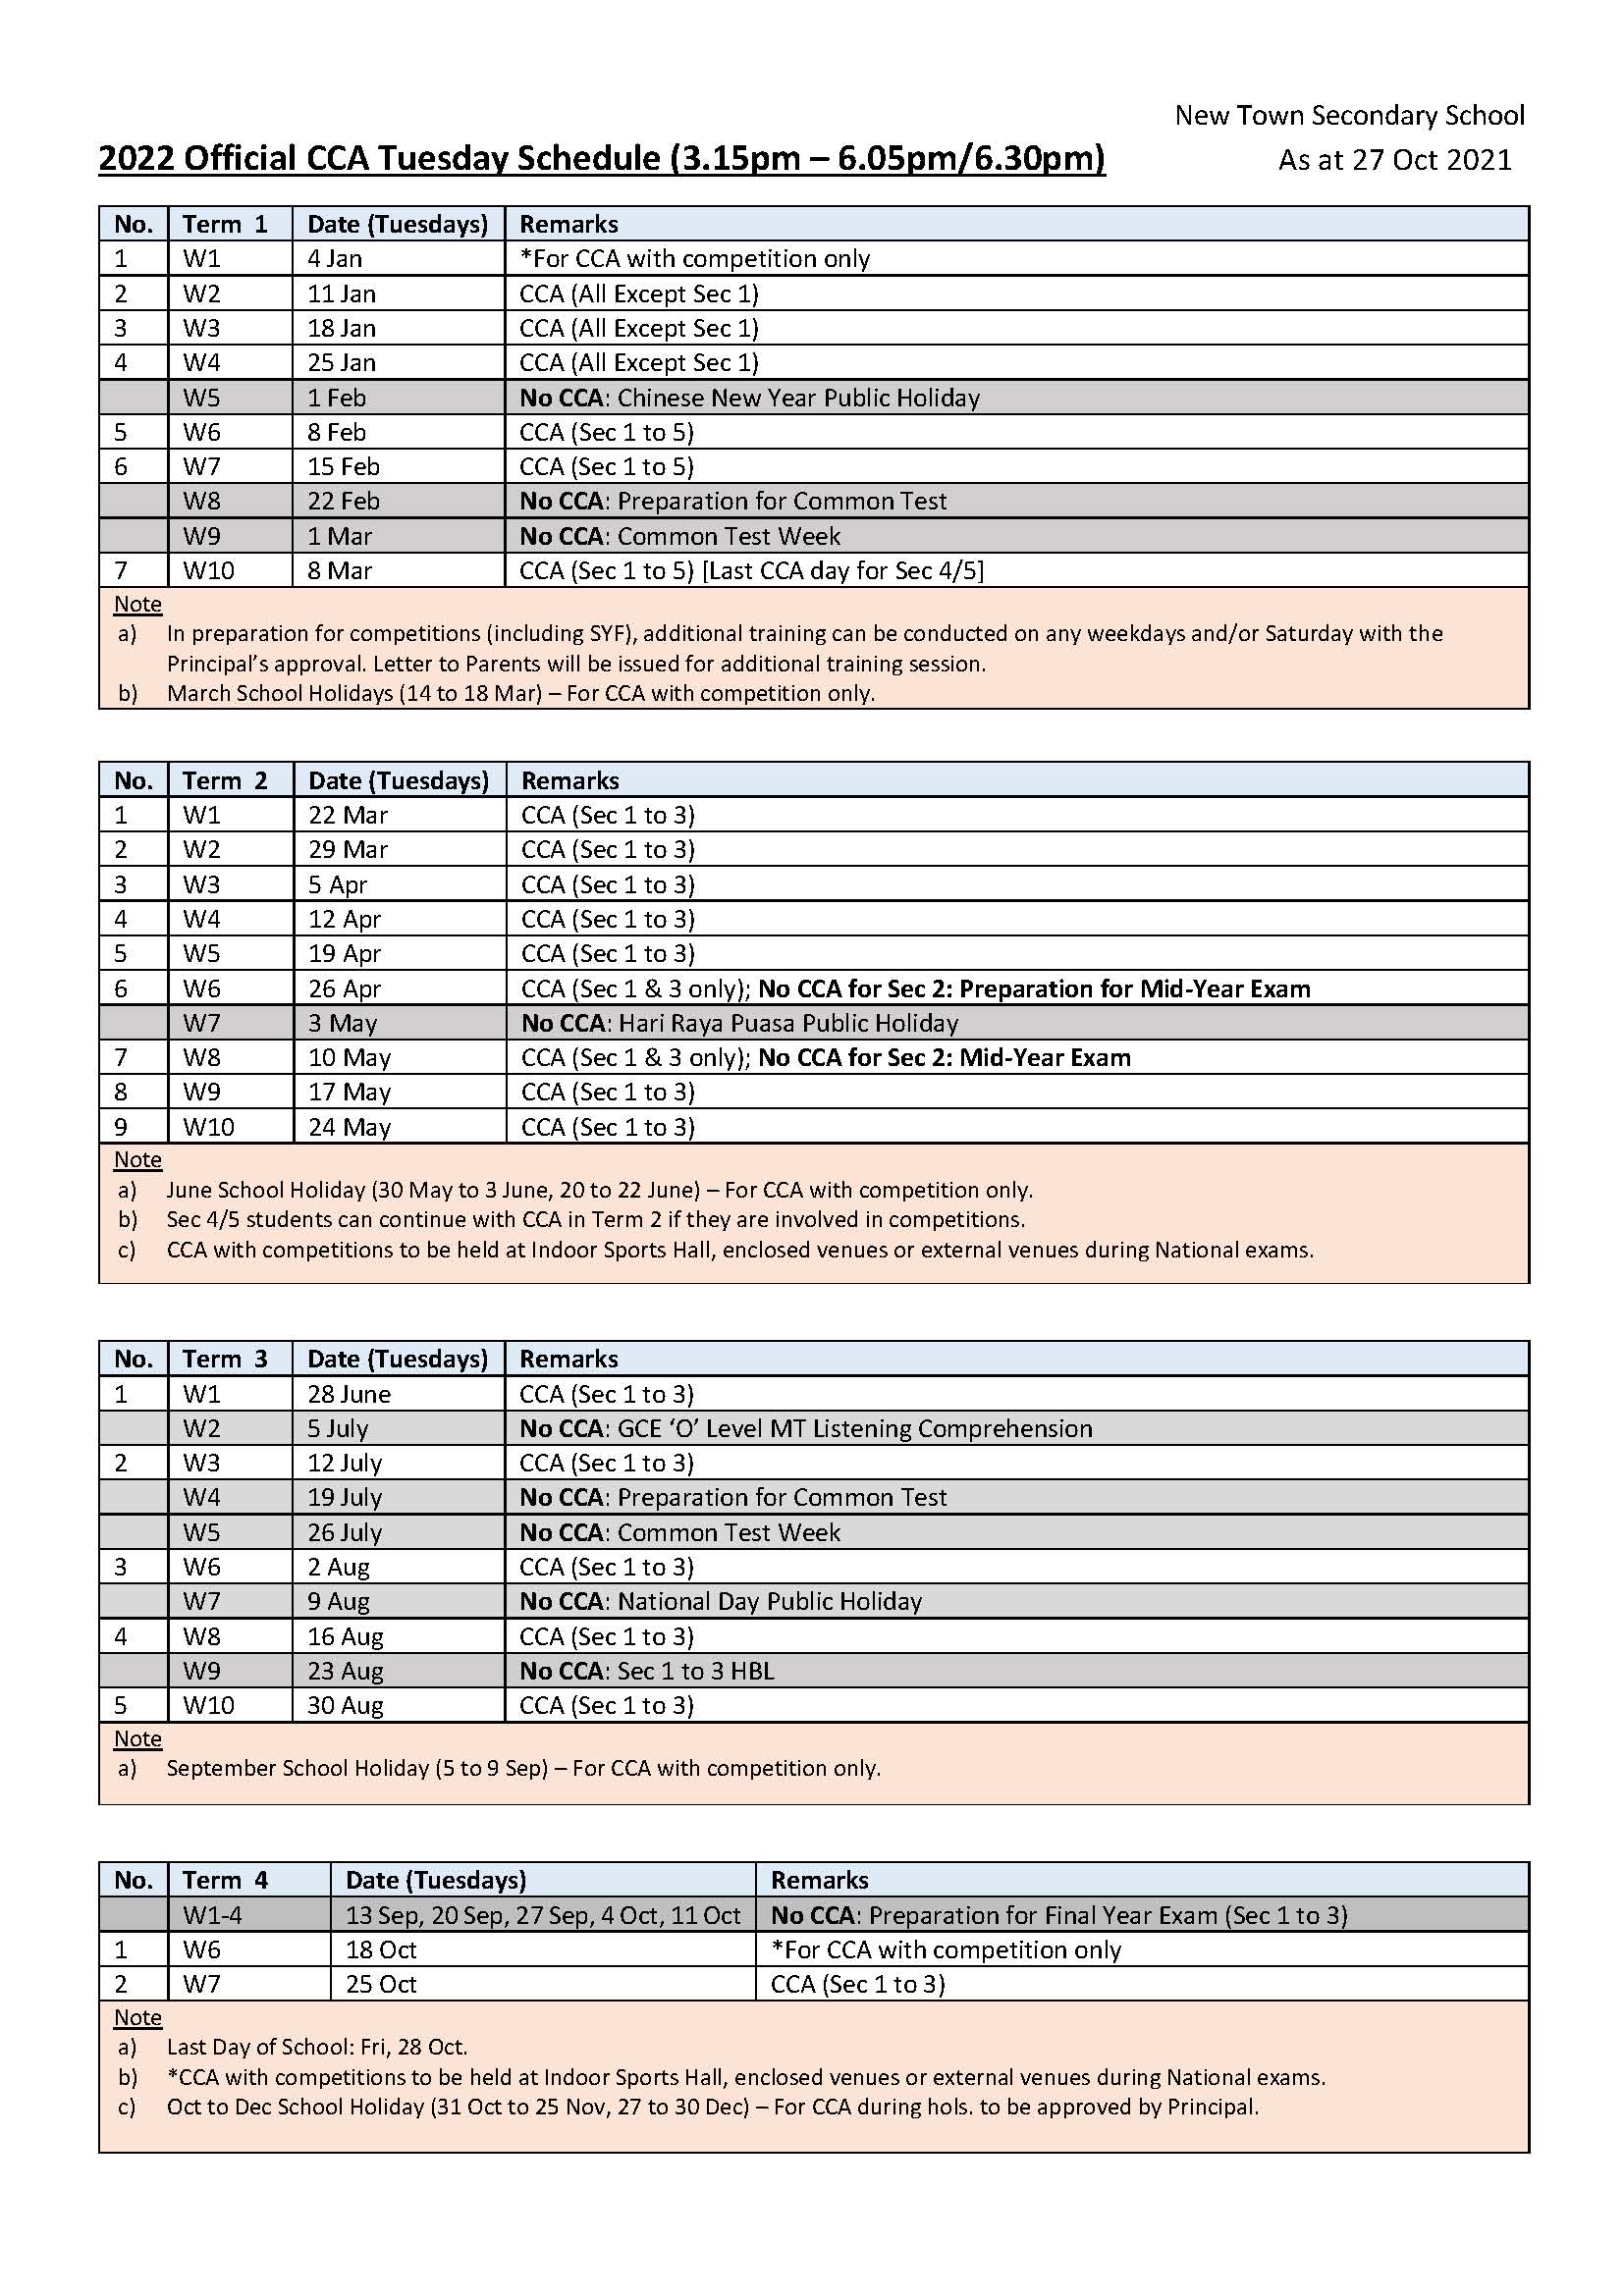 New Town Secondary School
2022 Official CCA Tuesday Schedule (3.15pm – 6.05pm/6.30pm) As at 27 Oct 2021
No. Term 1 Date (Tuesdays) Remarks
1 W1 4 Jan *For CCA with competition only
2 W2 11 Jan CCA (All Except Sec 1)
3 W3 18 Jan CCA (All Except Sec 1)
4 W4 25 Jan CCA (All Except Sec 1)
W5 1 Feb No CCA: Chinese New Year Public Holiday
5 W6 8 Feb CCA (Sec 1 to 5)
6 W7 15 Feb CCA (Sec 1 to 5)
W8 22 Feb No CCA: Preparation for Common Test
W9 1 Mar No CCA: Common Test Week
7 W10 8 Mar CCA (Sec 1 to 5) [Last CCA day for Sec 4/5]
Note
a) In preparation for competitions (including SYF), additional training can be conducted on any weekdays and/or Saturday with the
Principal’s approval. Letter to Parents will be issued for additional training session.
b) March School Holidays (14 to 18 Mar) – For CCA with competition only.
No. Term 2 Date (Tuesdays) Remarks
1 W1 22 Mar CCA (Sec 1 to 3)
2 W2 29 Mar CCA (Sec 1 to 3)
3 W3 5 Apr CCA (Sec 1 to 3)
4 W4 12 Apr CCA (Sec 1 to 3)
5 W5 19 Apr CCA (Sec 1 to 3)
6 W6 26 Apr CCA (Sec 1 & 3 only); No CCA for Sec 2: Preparation for Mid-Year Exam
W7 3 May No CCA: Hari Raya Puasa Public Holiday
7 W8 10 May CCA (Sec 1 & 3 only); No CCA for Sec 2: Mid-Year Exam
8 W9 17 May CCA (Sec 1 to 3)
9 W10 24 May CCA (Sec 1 to 3)
Note
a) June School Holiday (30 May to 3 June, 20 to 22 June) – For CCA with competition only.
b) Sec 4/5 students can continue with CCA in Term 2 if they are involved in competitions.
c) CCA with competitions to be held at Indoor Sports Hall, enclosed venues or external venues during National exams.
No. Term 3 Date (Tuesdays) Remarks
1 W1 28 June CCA (Sec 1 to 3)
W2 5 July No CCA: GCE ‘O’ Level MT Listening Comprehension
2 W3 12 July CCA (Sec 1 to 3)
W4 19 July No CCA: Preparation for Common Test
W5 26 July No CCA: Common Test Week
3 W6 2 Aug CCA (Sec 1 to 3)
W7 9 Aug No CCA: National Day Public Holiday
4 W8 16 Aug CCA (Sec 1 to 3)
W9 23 Aug No CCA: Sec 1 to 3 HBL
5 W10 30 Aug CCA (Sec 1 to 3)
Note
a) September School Holiday (5 to 9 Sep) – For CCA with competition only.
No. Term 4 Date (Tuesdays) Remarks
W1-4 13 Sep, 20 Sep, 27 Sep, 4 Oct, 11 Oct No CCA: Preparation for Final Year Exam (Sec 1 to 3)
1 W6 18 Oct *For CCA with competition only
2 W7 25 Oct CCA (Sec 1 to 3)
Note
a) Last Day of School: Fri, 28 Oct.
b) *CCA with competitions to be held at Indoor Sports Hall, enclosed venues or external venues during National exams.
c) Oct to Dec School Holiday (31 Oct to 25 Nov, 27 to 30 Dec) – For CCA during hols. to be approved by Principal.